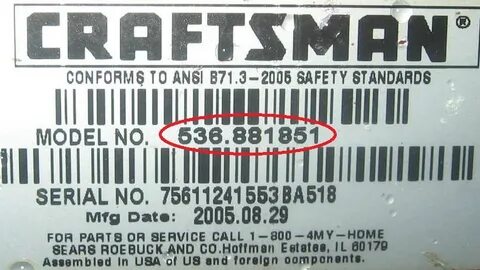 CRAFTSMAN®
CONFORMS TO ANSI B71.3-2005 SAFETY STANDARDS
MODEL NO. 536.881851
SERIAL NO. 75611241553BA518
Mfg Date: 2005.08.29
FOR PARTS OR SERVICE CALL 1-800-4MY-HOME
SEARS ROEBUCK AND CO. Hoffman Estates, IL 60179
Assembled in USA of US and foreign components.